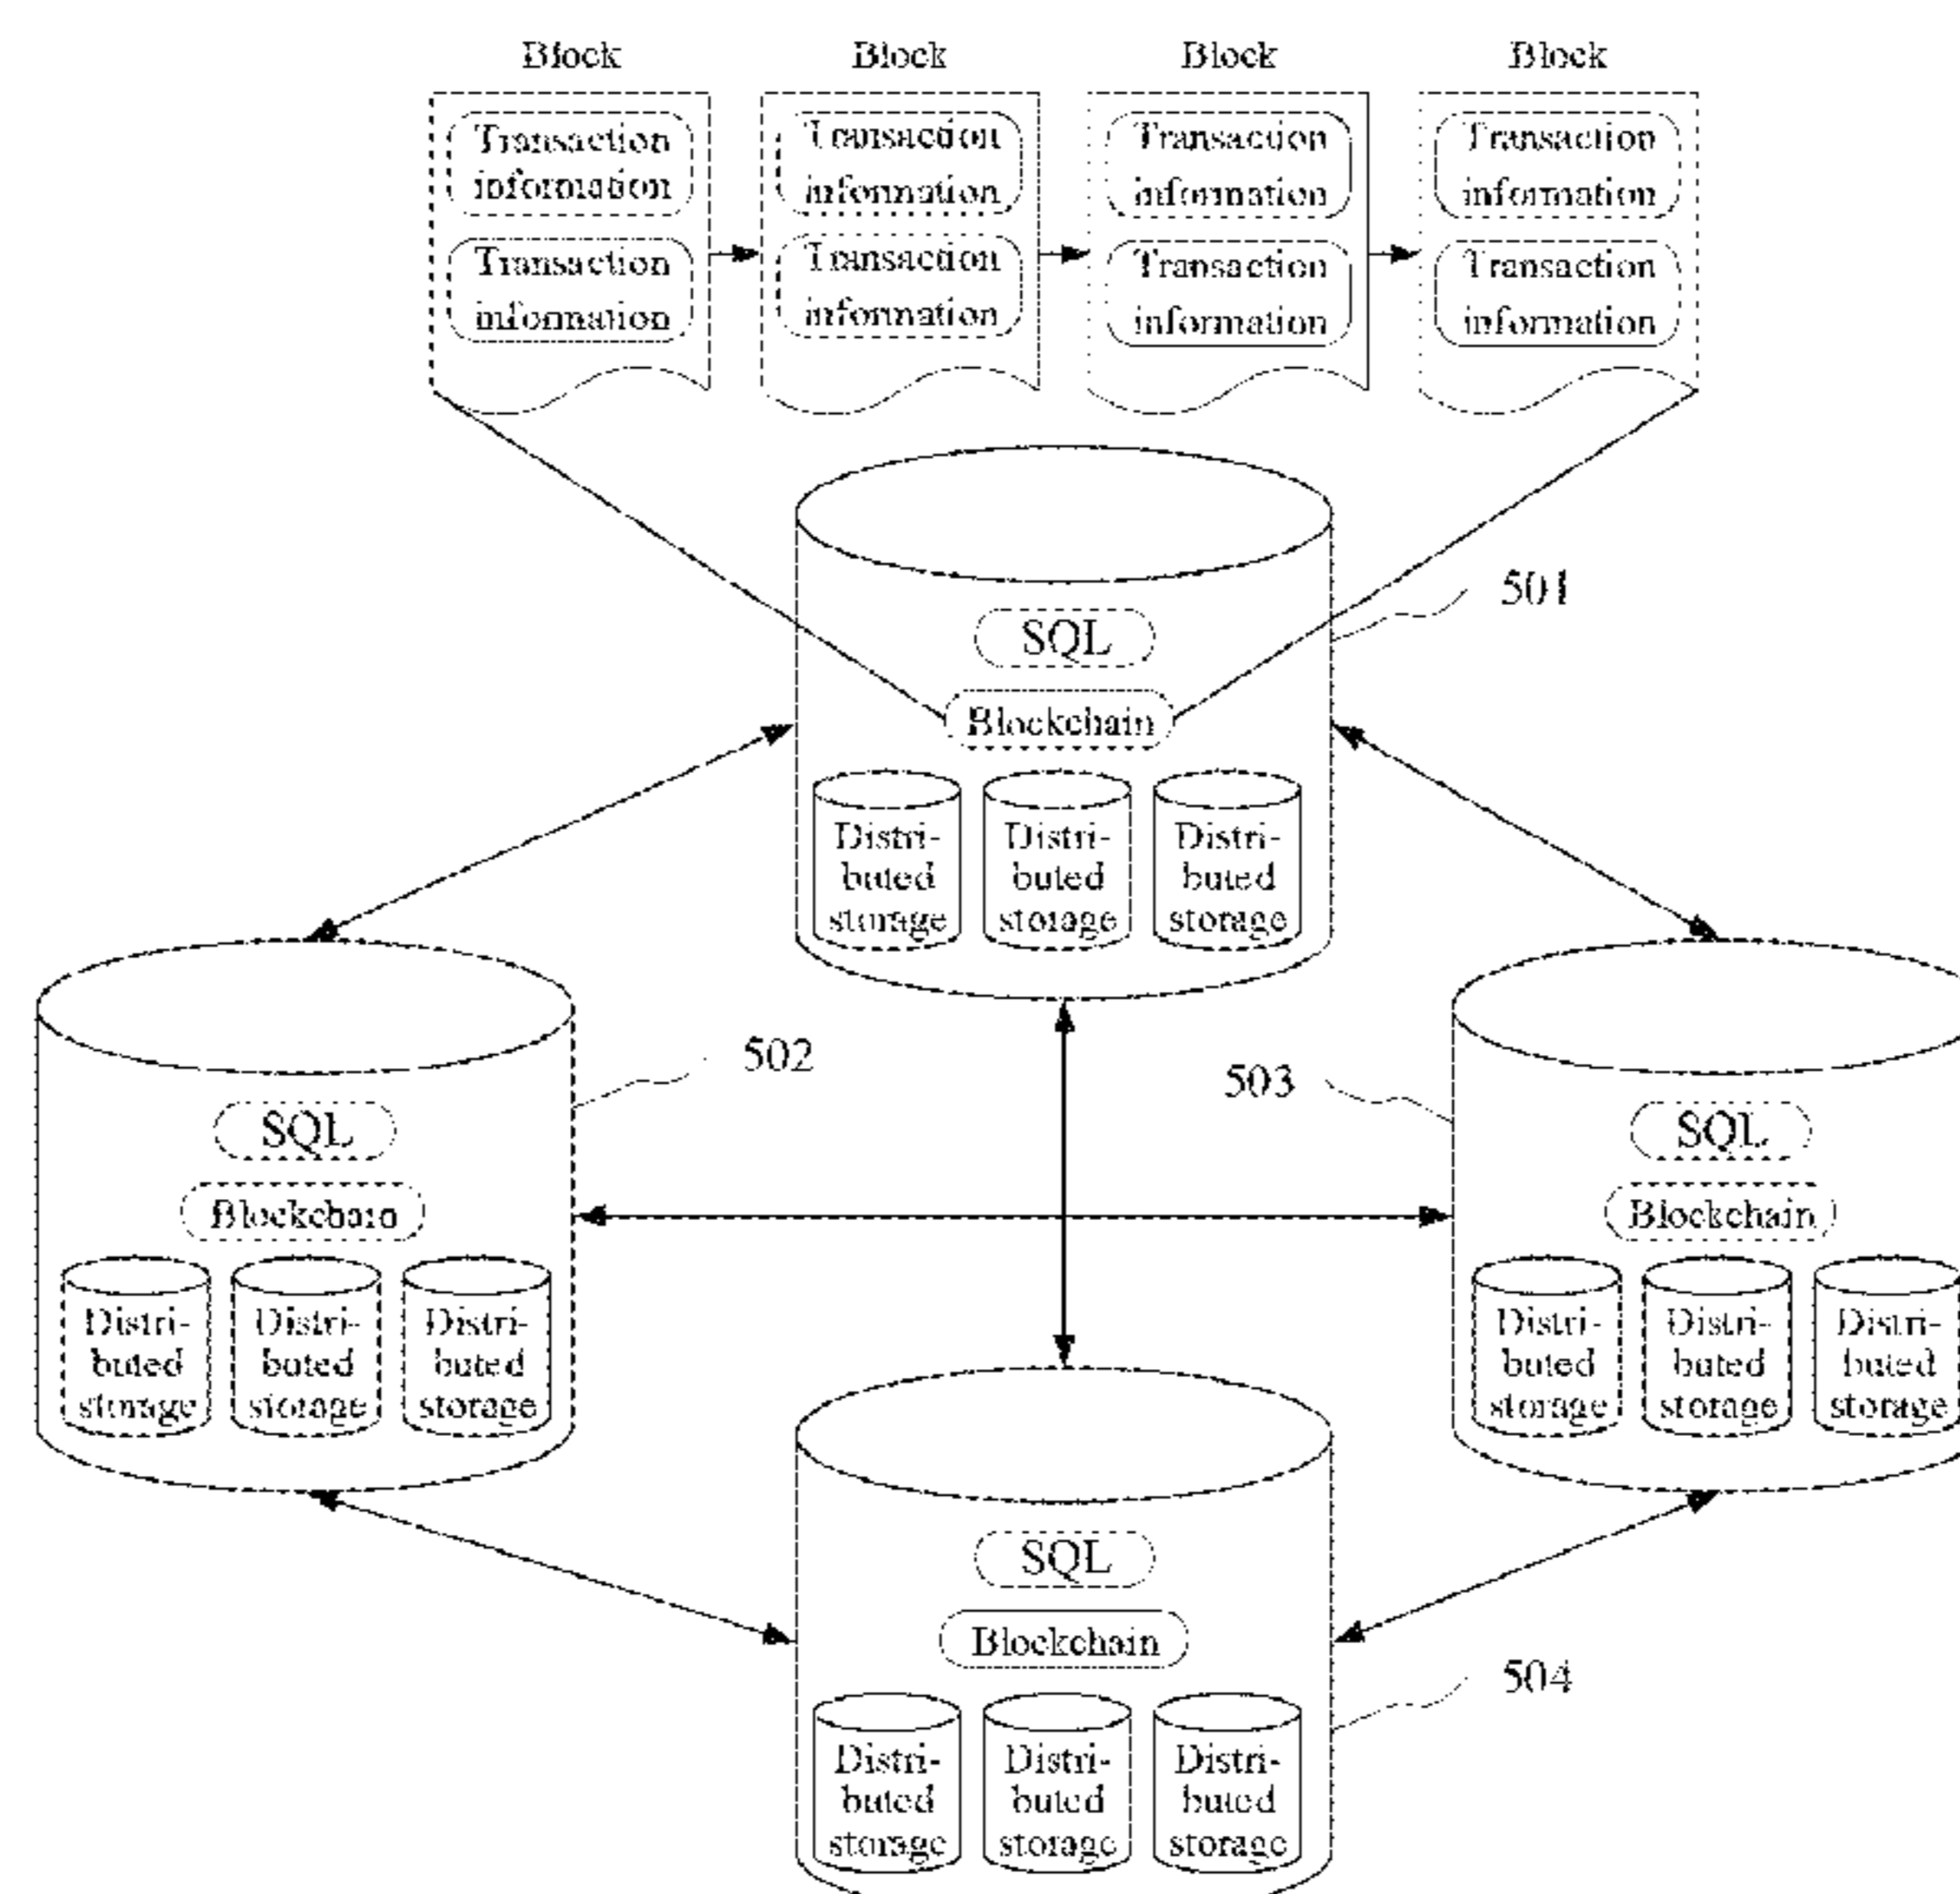 Block Block Block Block
Transaction Transaction Transaction Transaction
information information information information
Transaction Transaction Transaction Transaction
information information information information
501
SQL
Blockchain
Distri- Distri- Distri-
buted buted buted
storage storage storage
502
503
SQL
Blockchain
Distri- Distri- Distri-
buted buted buted
storage storage storage
SQL
Blockchain
Distri- Distri- Distri-
buted buted buted
storage storage storage
SQL
Blockchain
504
Distri- Distri- Distri-
buted buted buted
storage storage storage